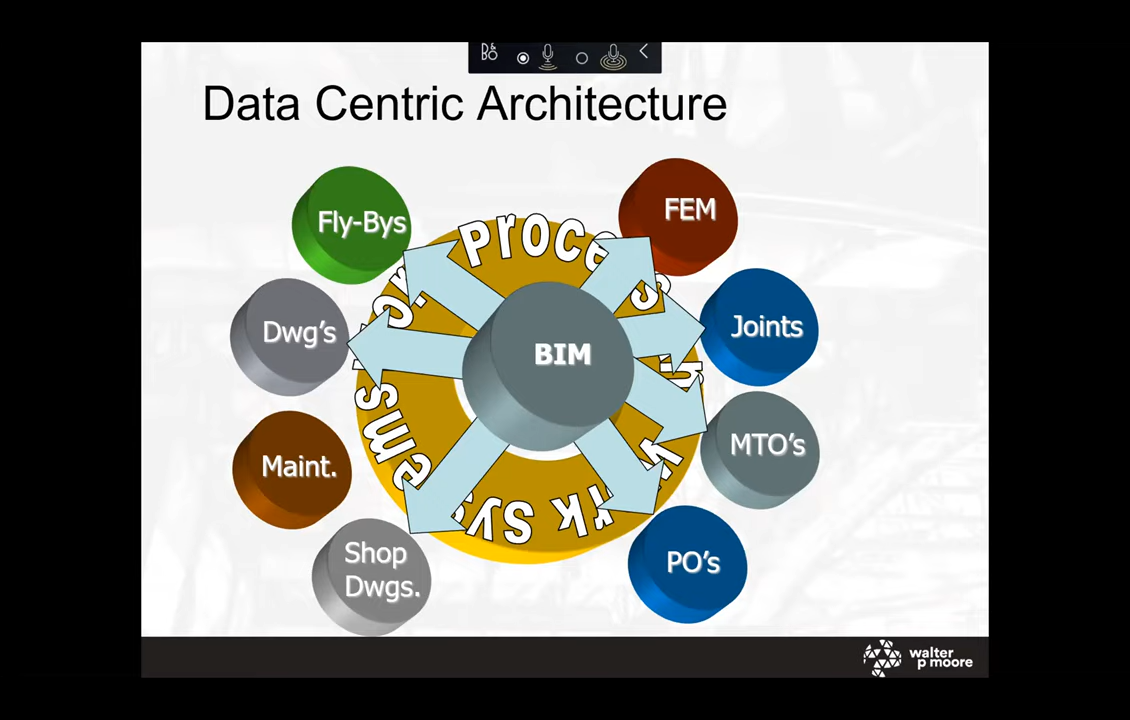 B&O
Data Centric Architecture
Fly-Bys
FEM
Dwg's
Joints
BIM
Maint.
MTO's
Shop
Dwgs.
PO's
walter
p moore